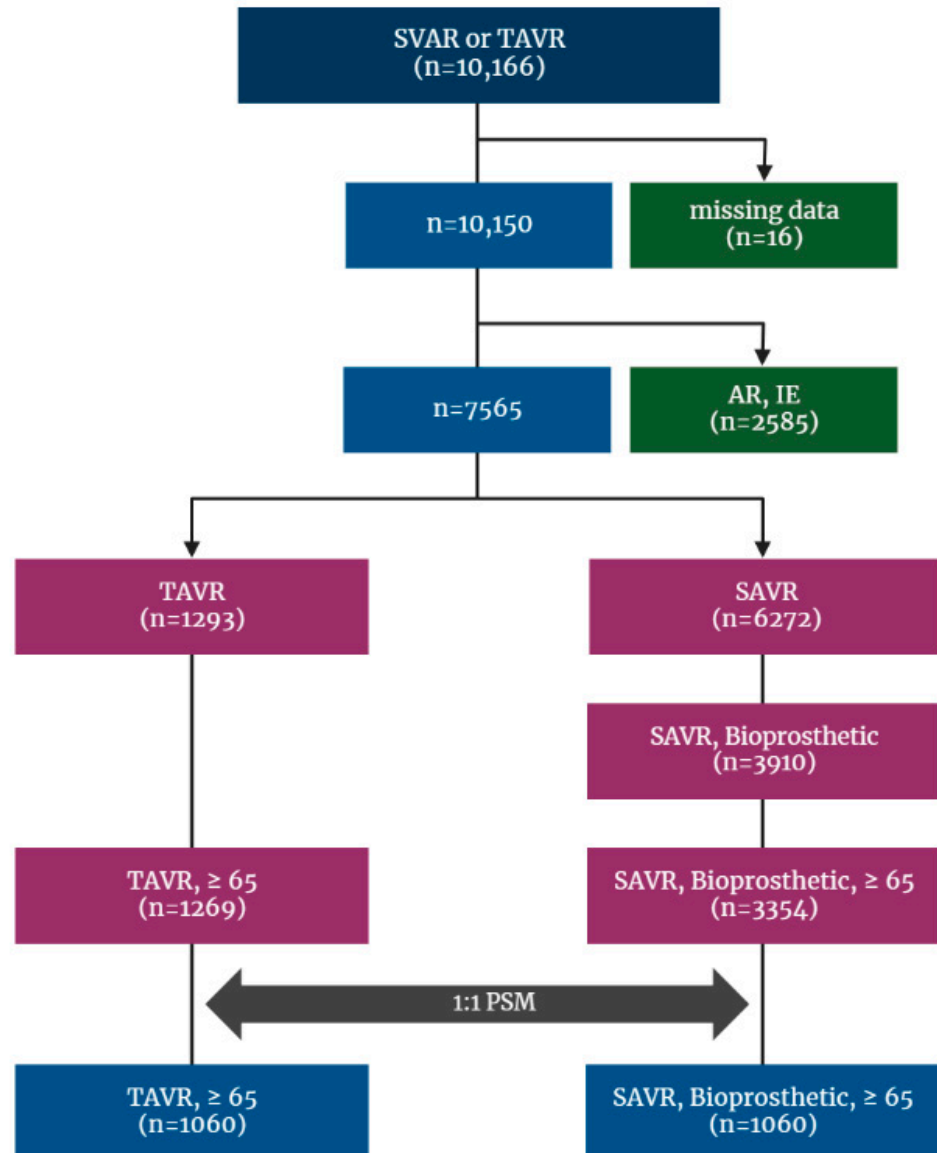 SVAR or TAVR
(n=10,166)
n=10,150
missing data
(n=16)
n=7565
AR, IE
(n=2585)
TAVR
(n=1293)
SAVR
(n=6272)
SAVR, Bioprosthetic
(n=3910)
TAVR, ≥ 65
(n=1269)
SAVR, Bioprosthetic, ≥ 65
(n=3354)
1:1 PSM
TAVR, ≥ 65
(n=1060)
SAVR, Bioprosthetic, ≥ 65
(n=1060)